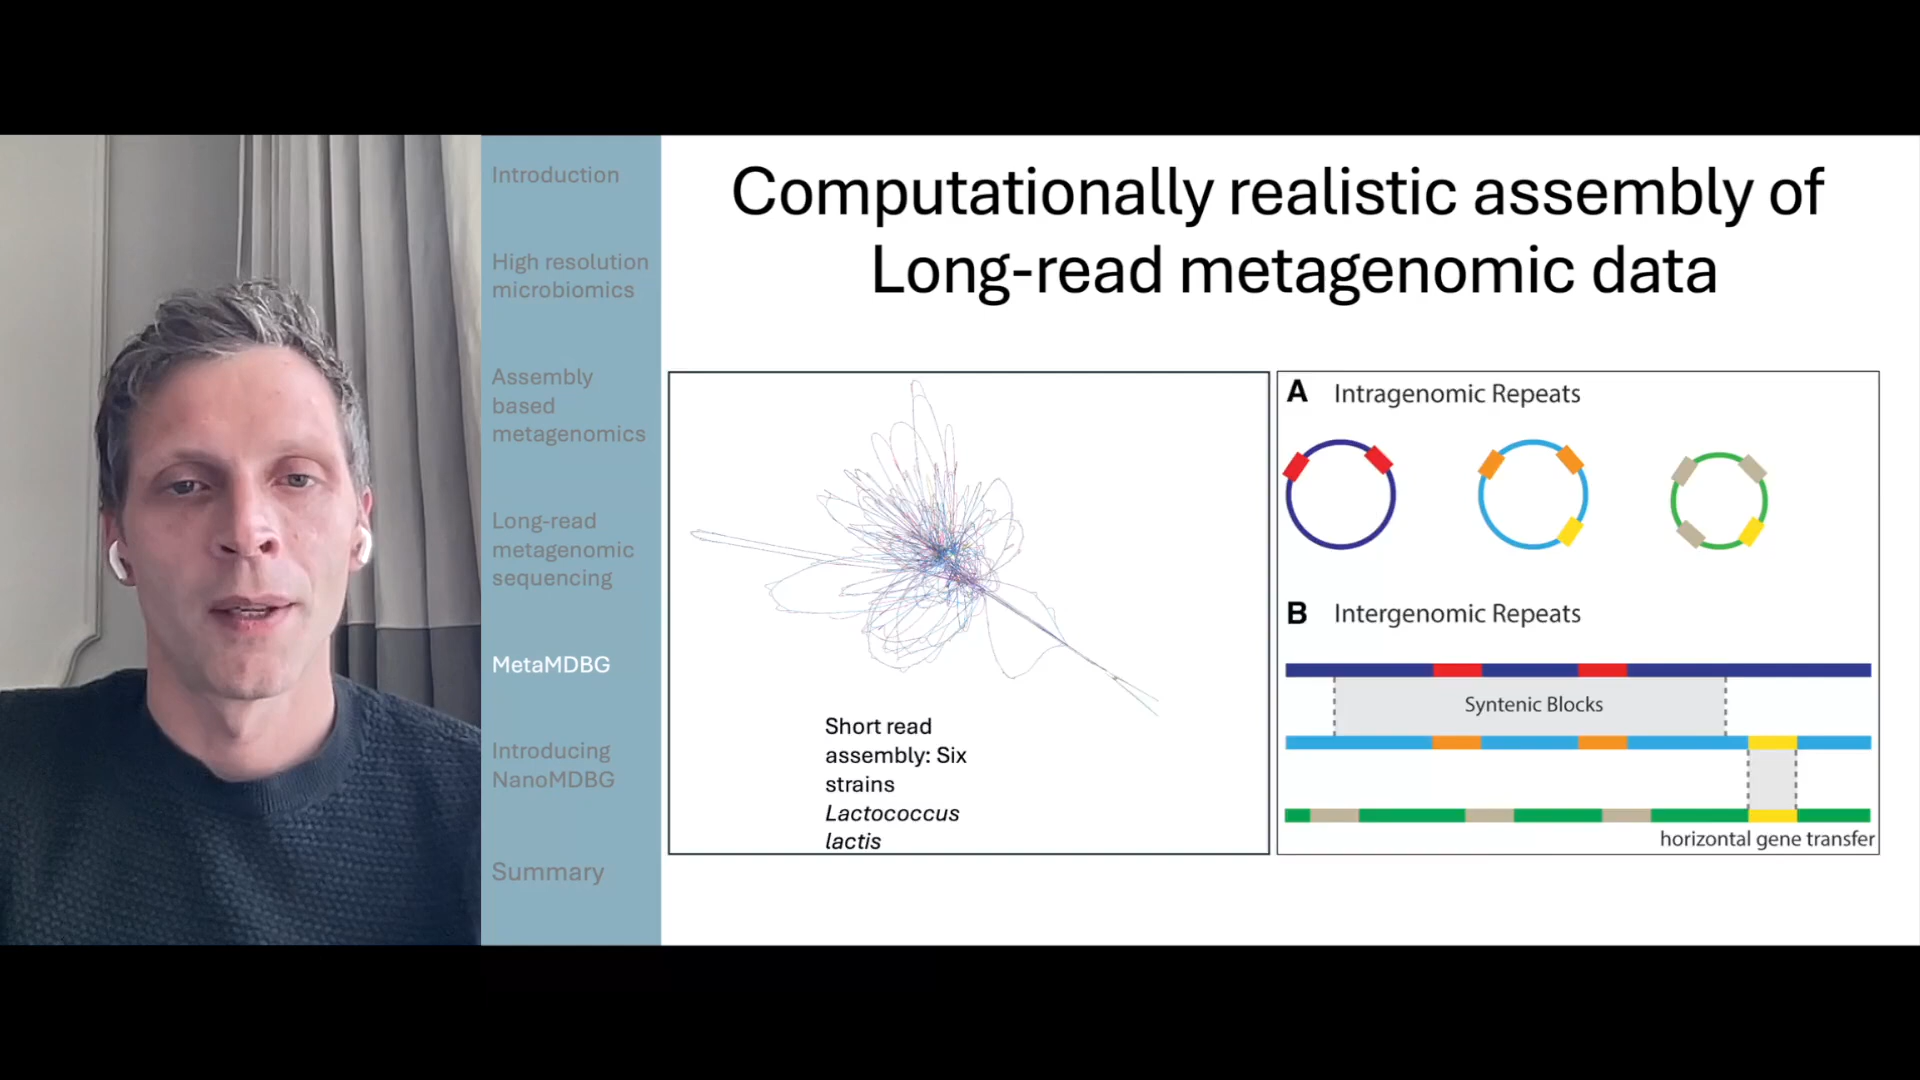 Introduction
High resolution
microbiomics
Assembly
based
metagenomics
Long-read
metagenomic
sequencing
MetaMDBG
Introducing
NanoMDBG
Summary
Computationally realistic assembly of
Long-read metagenomic data
Short read
assembly: Six
strains
Lactococcus
lactis
A Intragenomic Repeats
B Intergenomic Repeats
Syntenic Blocks
horizontal gene transfer